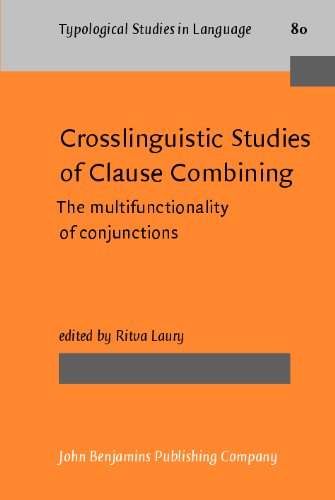 Typological Studies in Language 80
Crosslinguistic Studies
of Clause Combining
The multifunctionality
of conjunctions
edited by Ritva Laury
John Benjamins Publishing Company